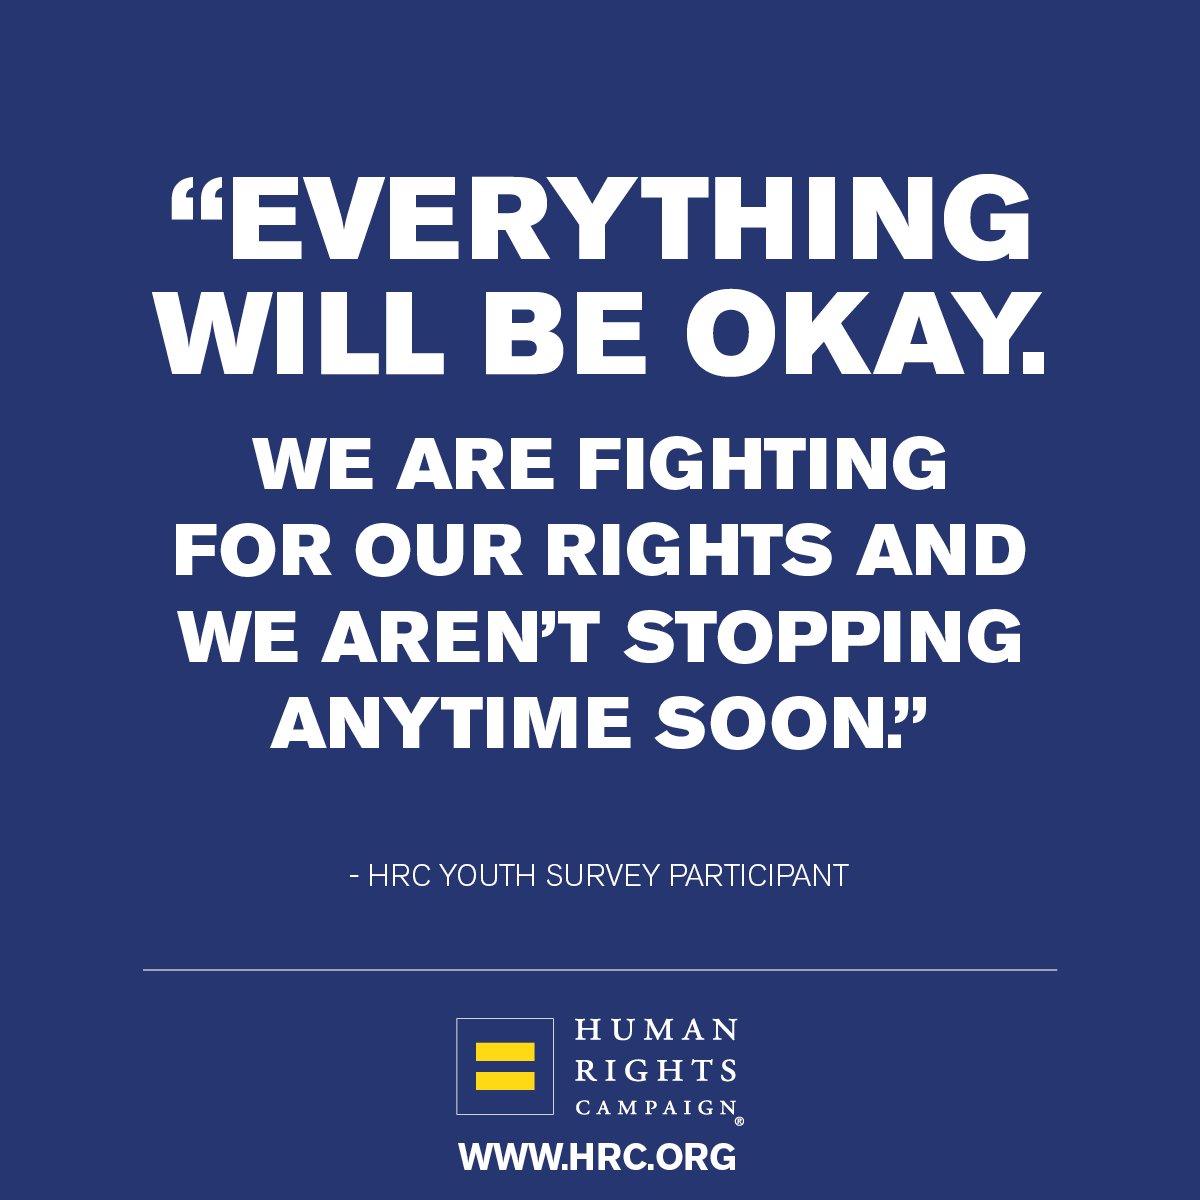 “EVERYTHING
WILL BE OKAY.
WE ARE FIGHTING
FOR OUR RIGHTS AND
WE AREN’T STOPPING
ANYTIME SOON.”
- HRC YOUTH SURVEY PARTICIPANT
HUMAN
RIGHTS
CAMPAIGN®
WWW.HRC.ORG